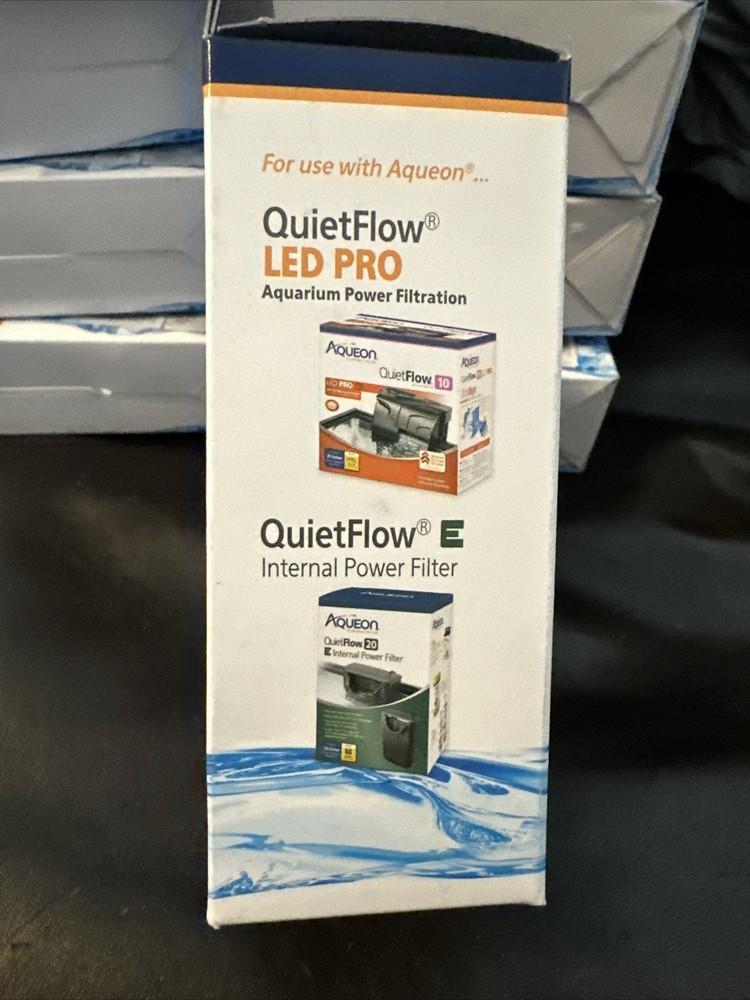 For use with Aqueon®...
QuietFlow®
LED PRO
Aquarium Power Filtration
AQUEON
QuietFlow 10
LED PRO
AQUEON
QuietFlow® E
Internal Power Filter
AQUEON
QuietFlow 20
E Internal Power Filter